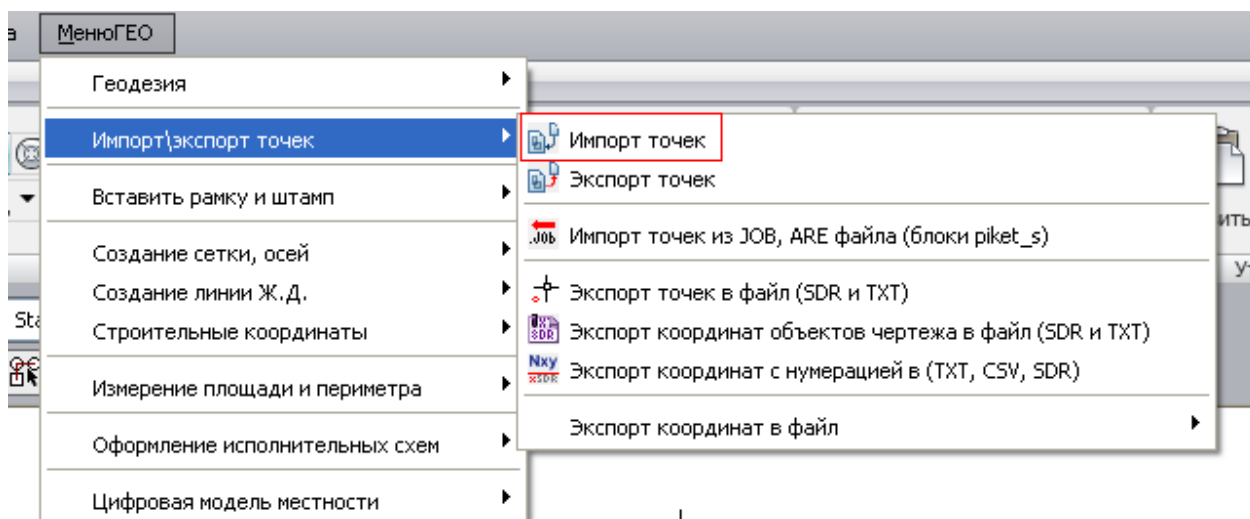 МенюГЕО
Геодезия
Импорт\экспорт точек
Вставить рамку и штамп
Создание сетки, осей
Создание линии Ж.Д.
Строительные координаты
Измерение площади и периметра
Оформление исполнительных схем
Цифровая модель местности
Импорт точек
Экспорт точек
.JOB Импорт точек из JOB, ARE файла (блоки piket_s)
Экспорт точек в файл (SDR и TXT)
SDR Экспорт координат объектов чертежа в файл (SDR и TXT)
Nxy Экспорт координат с нумерацией в (TXT, CSV, SDR)
Экспорт координат в файл